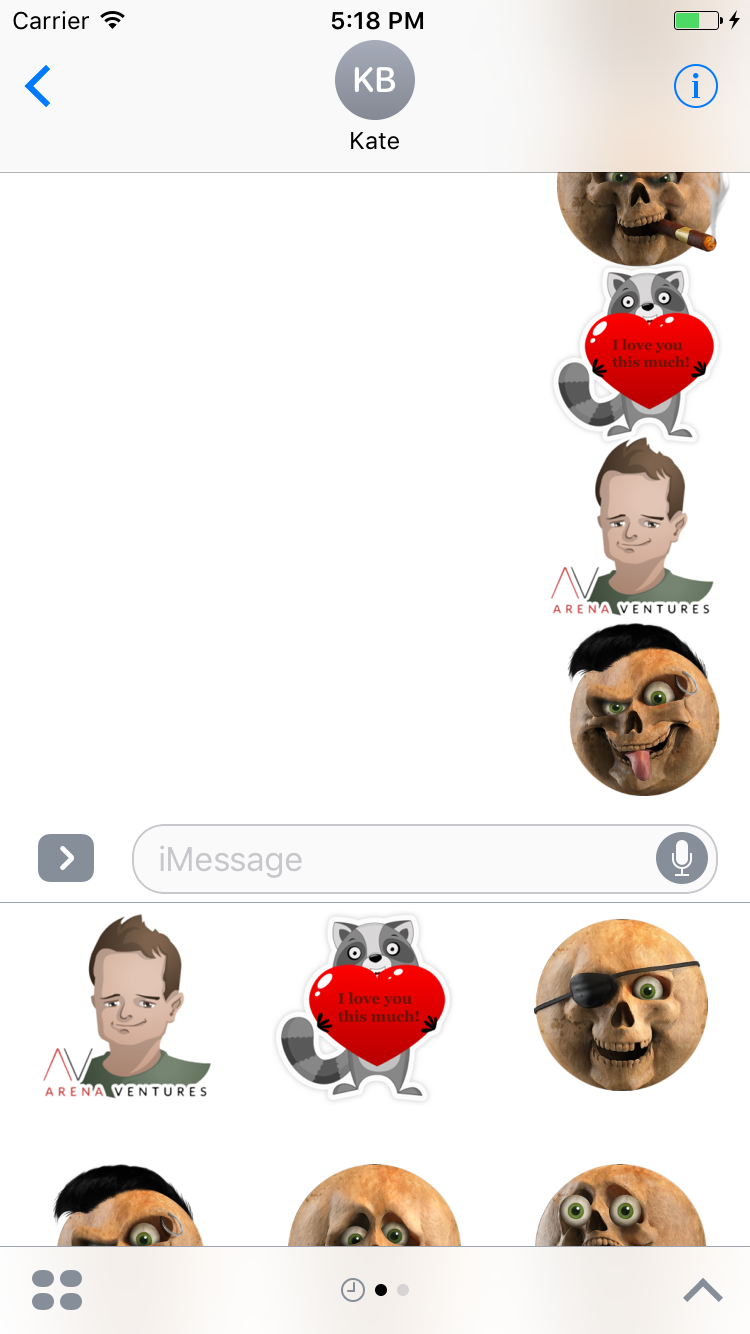 Carrier 5:18 PM
KB
Kate
I love you
this much!
AV
ARENA VENTURES
iMessage
I love you
this much!
AV
ARENA VENTURES